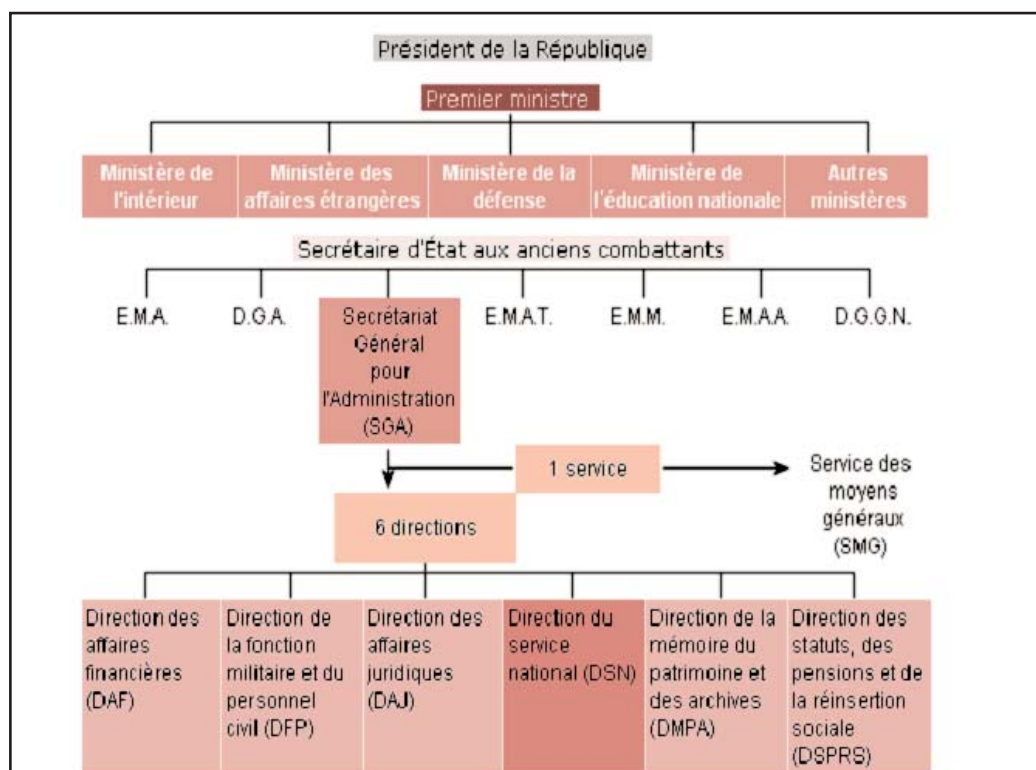 Président de la République
Premier ministre
Ministère de
l'intérieur
Ministère des
affaires étrangères
Ministère de la
défense
Ministère de
l'éducation nationale
Autres
ministères
Secrétaire d'État aux anciens combattants
E.M.A.
D.G.A.
Secrétariat
Général
pour
l'Administration
(SGA)
E.M.A.T.
E.M.M.
E.M.A.A.
D.G.G.N.
1 service
Service des
moyens
généraux
(SMG)
6 directions
Direction des
affaires
financières
(DAF)
Direction de
la fonction
militaire et du
personnel
civil (DFP)
Direction des
affaires
juridiques
(DAJ)
Direction du
service
national (DSN)
Direction de la
mémoire du
patrimoine et
des archives
(DMPA)
Direction des
statuts, des
pensions et de
la réinsertion
sociale
(DSPRS)